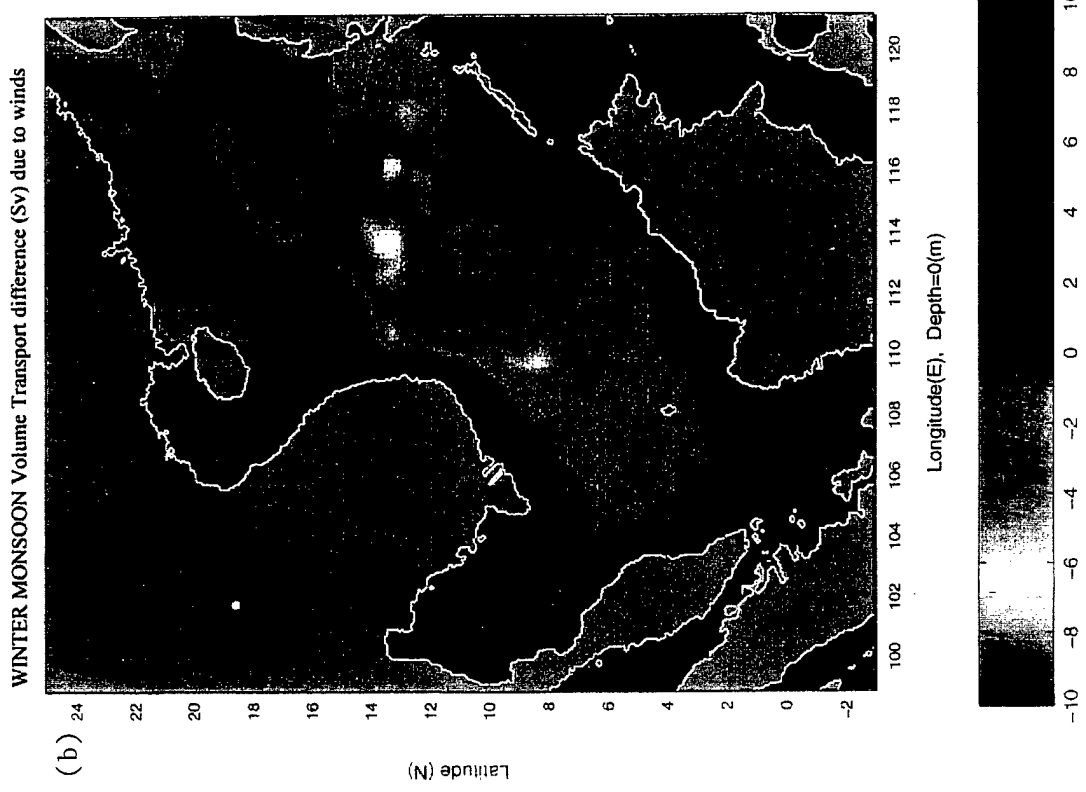 WINTER MONSOON Volume Transport difference (Sv) due to winds
(b)
24
22
20
18
16
14
12
10
8
6
4
2
0
-2
Latitude (N)
100 102 104 106 108 110 112 114 116 118 120
Longitude(E), Depth=0(m)
-10 -8 -6 -4 -2 0 2 4 6 8 10